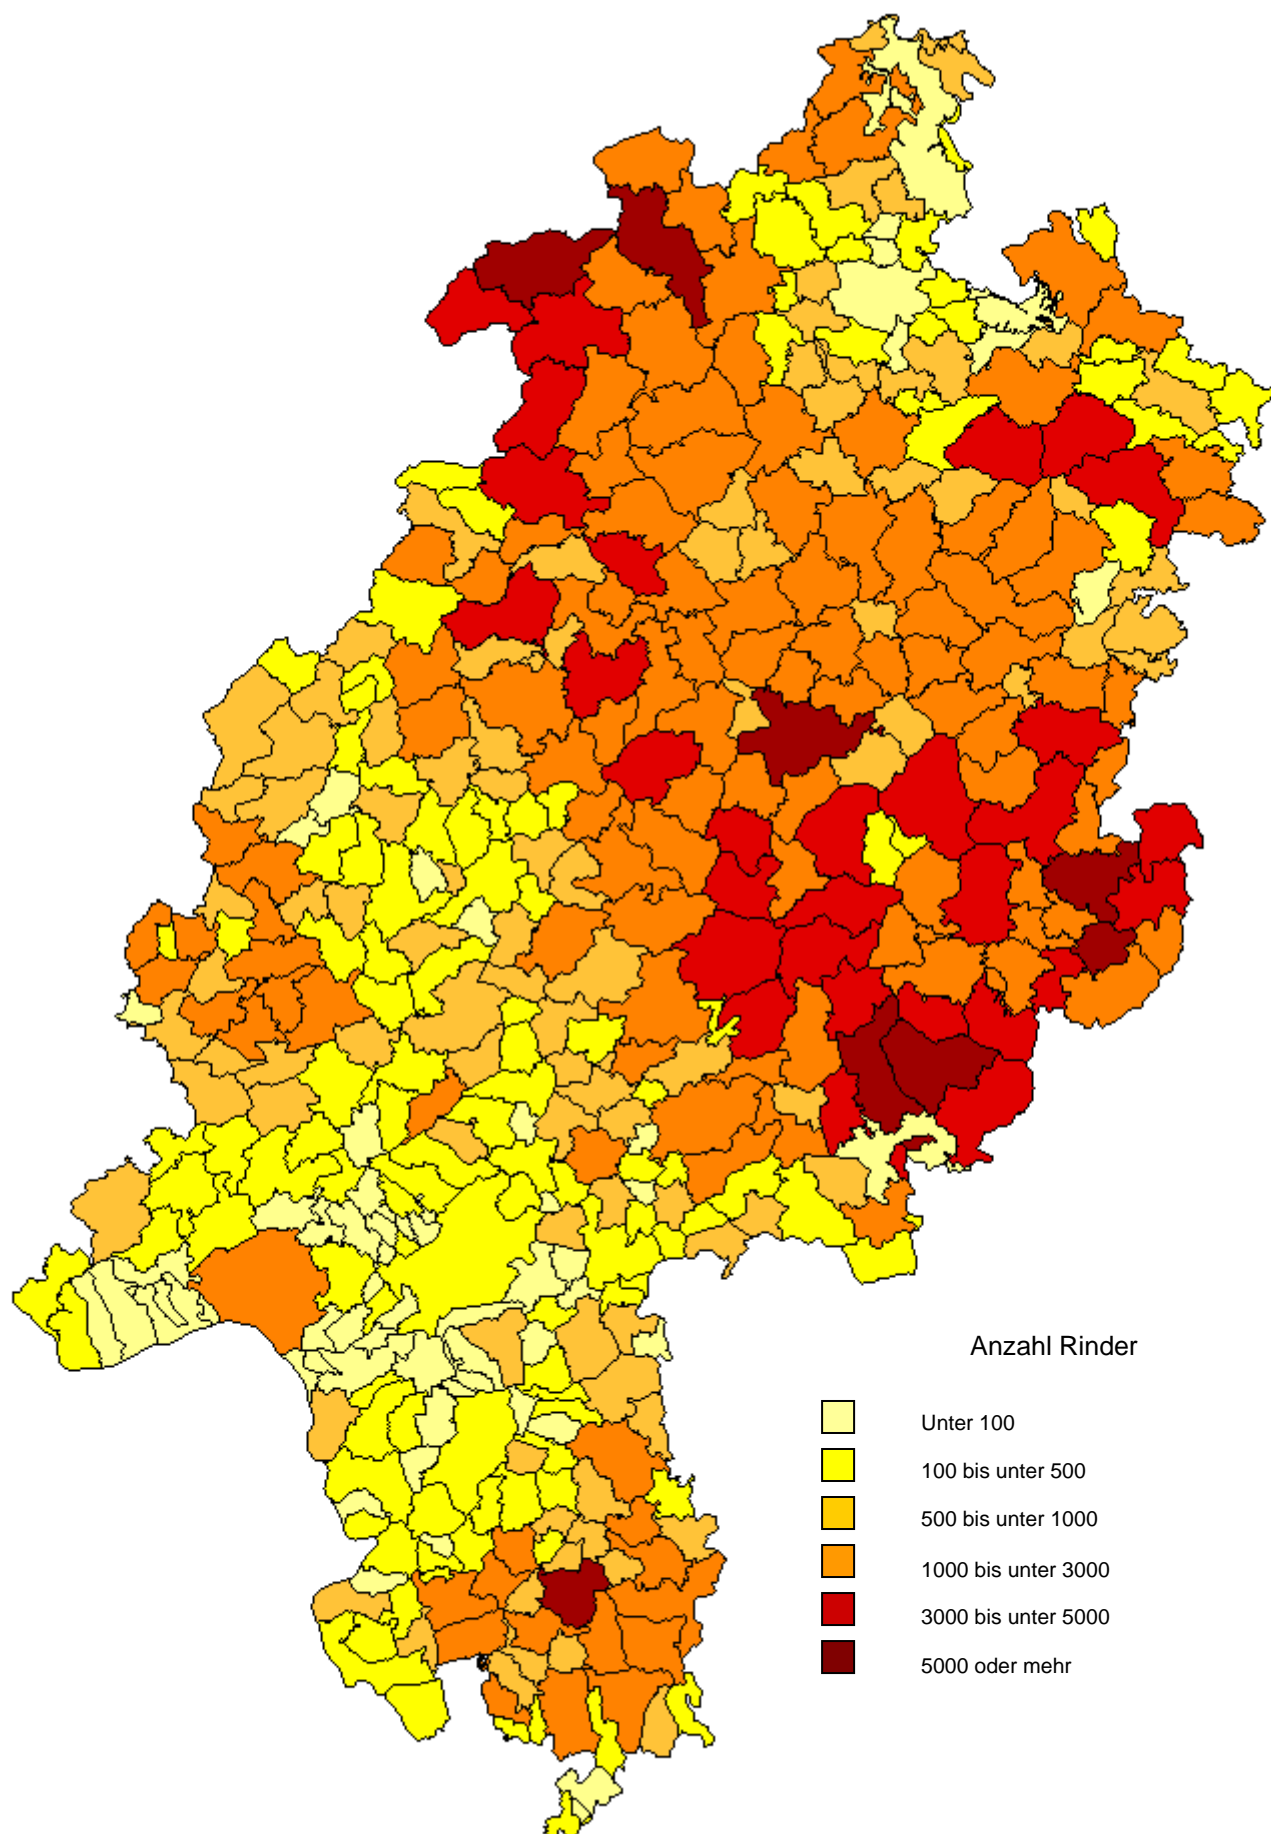 Anzahl Rinder
Unter 100
100 bis unter 500
500 bis unter 1000
1000 bis unter 3000
3000 bis unter 5000
5000 oder mehr